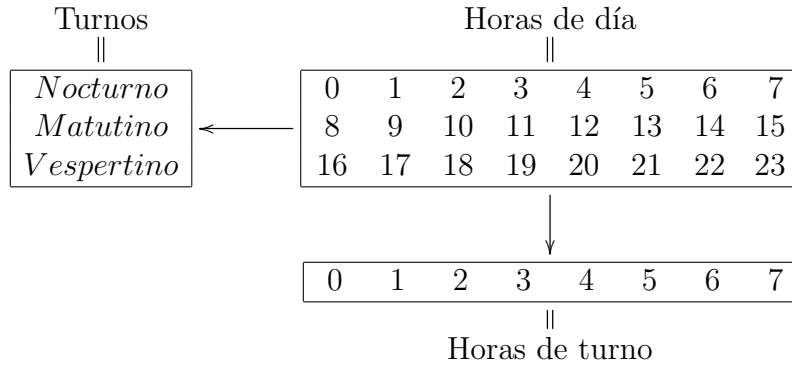 Turnos Horas de día
Nocturno 0 1 2 3 4 5 6 7
Matutino 8 9 10 11 12 13 14 15
Vespertino 16 17 18 19 20 21 22 23
0 1 2 3 4 5 6 7
Horas de turno